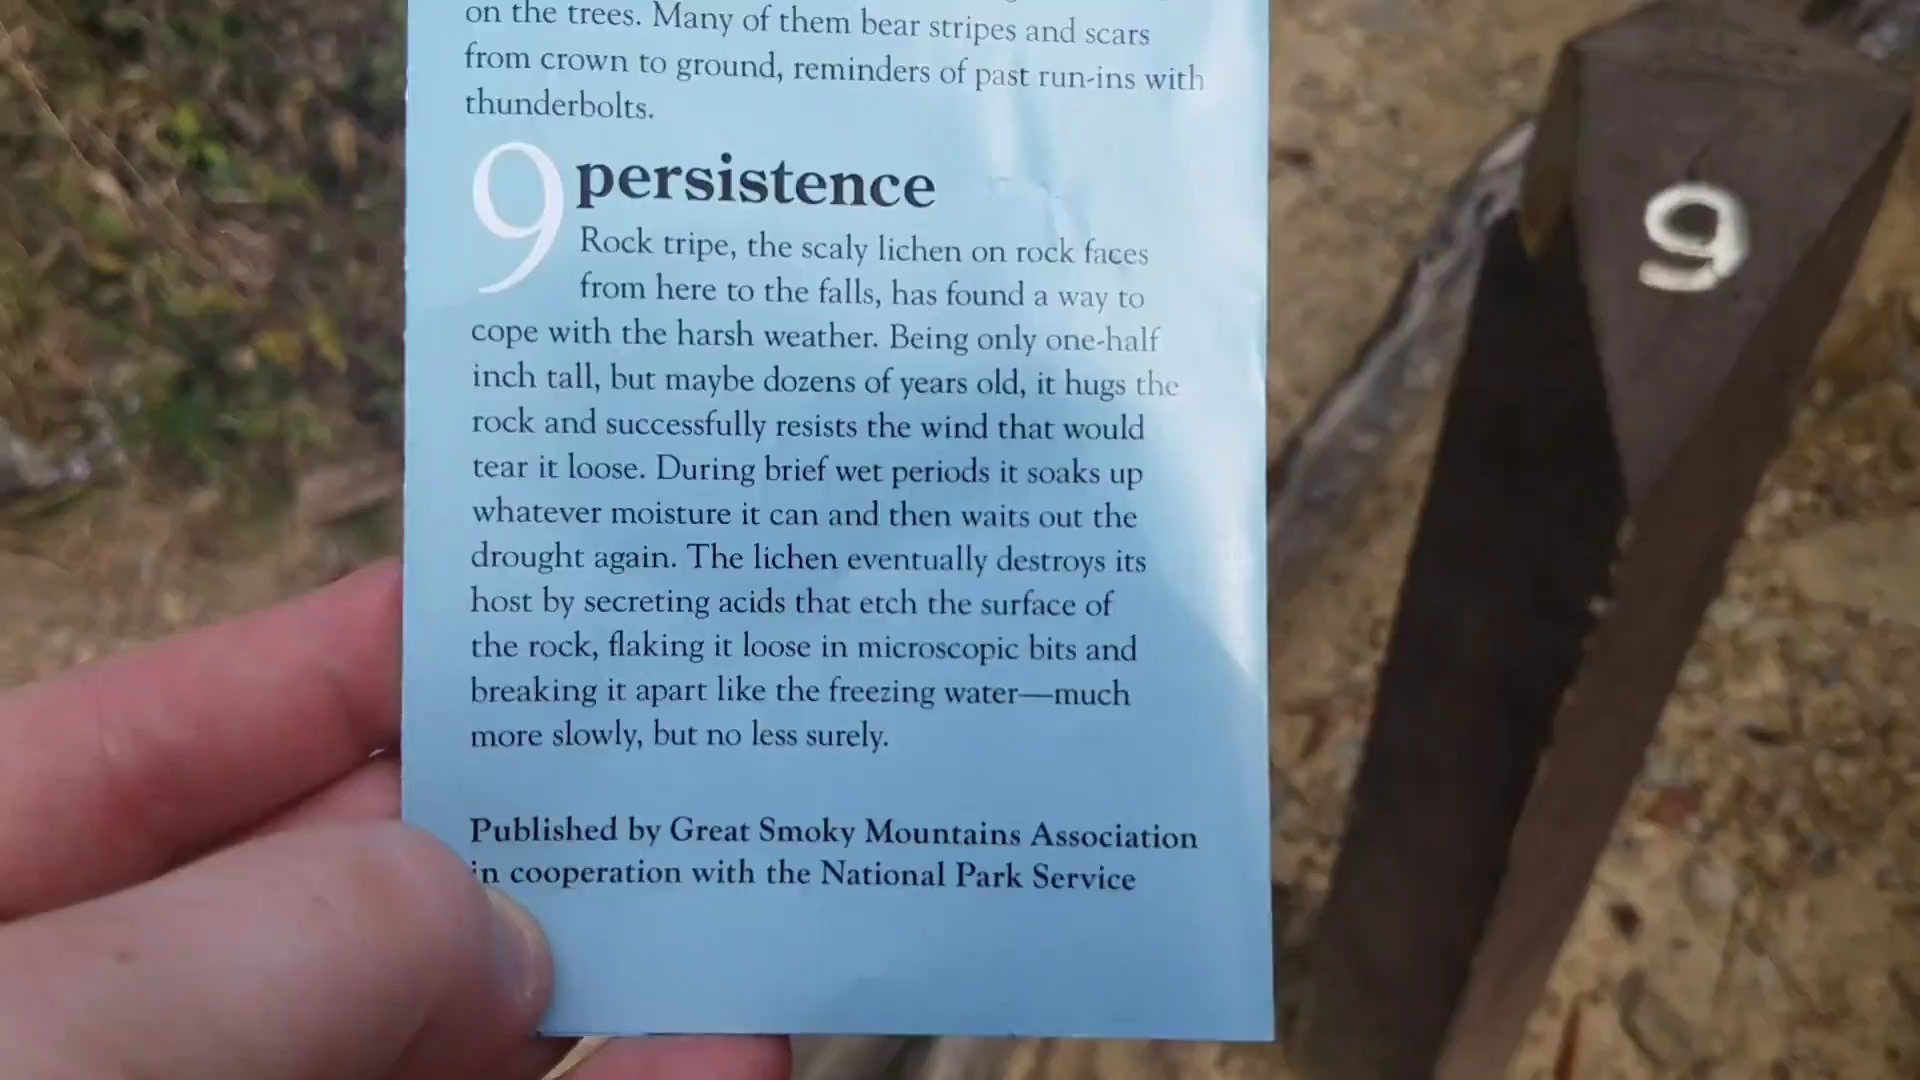 on the trees. Many of them bear stripes and scars
from crown to ground, reminders of past run-ins with
thunderbolts.
9 persistence
Rock tripe, the scaly lichen on rock faces
from here to the falls, has found a way to
cope with the harsh weather. Being only one-half
inch tall, but maybe dozens of years old, it hugs the
rock and successfully resists the wind that would
tear it loose. During brief wet periods it soaks up
whatever moisture it can and then waits out the
drought again. The lichen eventually destroys its
host by secreting acids that etch the surface of
the rock, flaking it loose in microscopic bits and
breaking it apart like the freezing water—much
more slowly, but no less surely.
Published by Great Smoky Mountains Association
in cooperation with the National Park Service
9